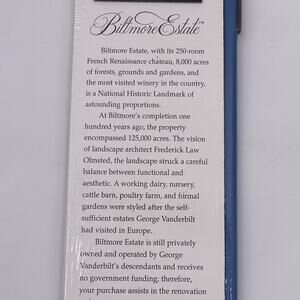 Biltmore Estate™
Biltmore Estate, with its 250-room
French Renaissance château, 8,000 acres
of forests, grounds and gardens, and
the most visited winery in the country,
is a National Historic Landmark of
astounding proportions.
At Biltmore's completion one
hundred years ago, the property
encompassed 125,000 acres. The vision
of landscape architect Frederick Law
Olmsted, the landscape struck a careful
balance between functional and
aesthetic. A working dairy, nursery,
cattle barn, poultry farm, and formal
gardens were styled after the self-
sufficient estates George Vanderbilt
had visited in Europe.
Biltmore Estate is still privately
owned and operated by George
Vanderbilt's descendants and receives
no government funding; therefore,
your purchase assists in the renovation